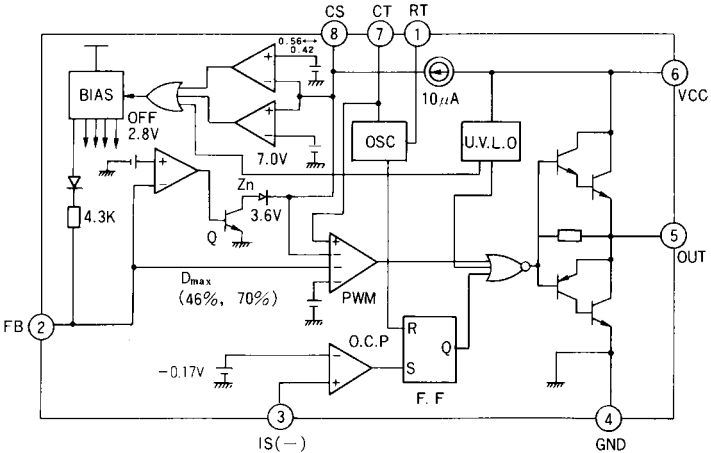 CS CT RT
8 7 1
0.56
0.42
+
−
6
VCC
BIAS
10μA
OFF
2.8V
+
−
7.0V
OSC
U.V.L.O
+
−
Zn
3.6V
4.3K
Q
+
−
−
−
PWM
5
OUT
Dmax
(46%, 70%)
FB 2
O.C.P
R
Q
S
F.F
−0.17V
−
+
3
IS(−)
4
GND